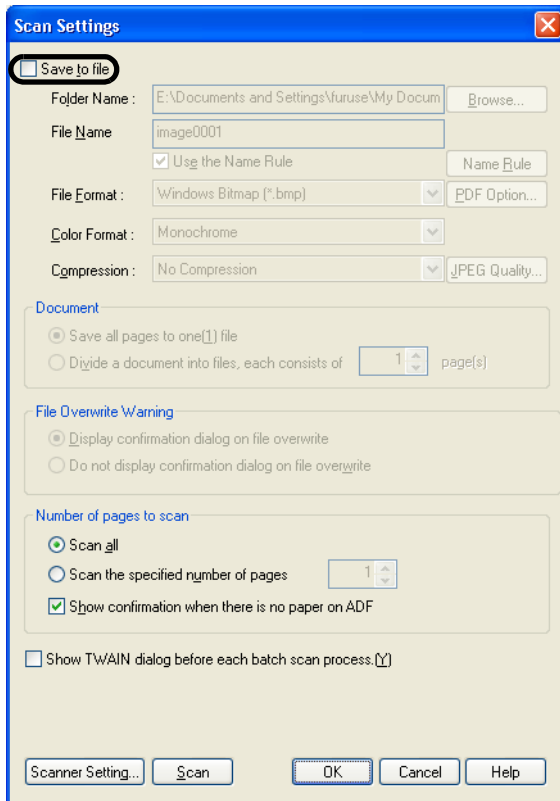 Scan Settings
Save to file
Folder Name : E:\Documents and Settings\furuse\My Docum Browse...
File Name image0001
Use the Name Rule Name Rule
File Format : Windows Bitmap (*.bmp) PDF Option...
Color Format : Monochrome
Compression : No Compression JPEG Quality...
Document
Save all pages to one(1) file
Divide a document into files, each consists of 1 page(s)
File Overwrite Warning
Display confirmation dialog on file overwrite
Do not display confirmation dialog on file overwrite
Number of pages to scan
Scan all
Scan the specified number of pages 1
Show confirmation when there is no paper on ADF
Show TWAIN dialog before each batch scan process.(Y)
Scanner Setting... Scan OK Cancel Help